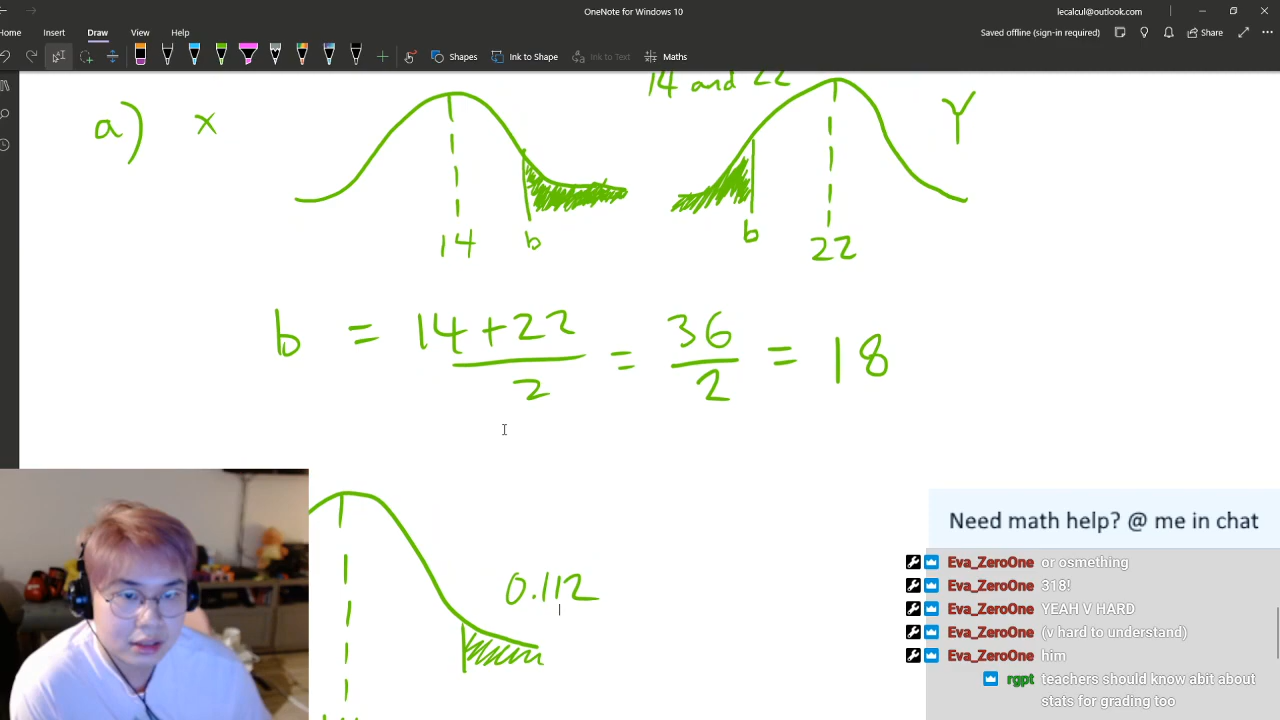 OneNote for Windows 10
lecalcul@outlook.com
Home Insert Draw View Help
Saved offline (sign-in required)
Share
Shapes
Ink to Shape
Ink to Text
Maths
14 and 22
a) x
Y
14 b
b 22
b = 14+22/2 = 36/2 = 18
0.112
Need math help? @ me in chat
Eva_ZeroOne or osmething
Eva_ZeroOne 318!
Eva_ZeroOne YEAH V HARD
Eva_ZeroOne (v hard to understand)
Eva_ZeroOne him
rgpt teachers should know abit about
stats for grading too